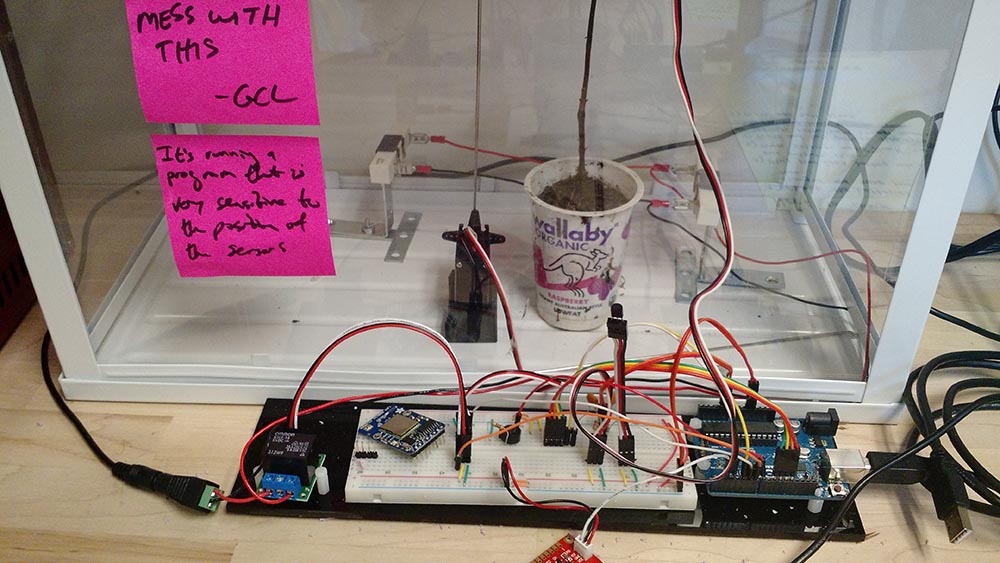 MESS WITH
THIS
-GCL
It's running a
program that is
very sensitive to
the position of
the sensors
wallaby
ORGANIC
RASPBERRY
LOWFAT